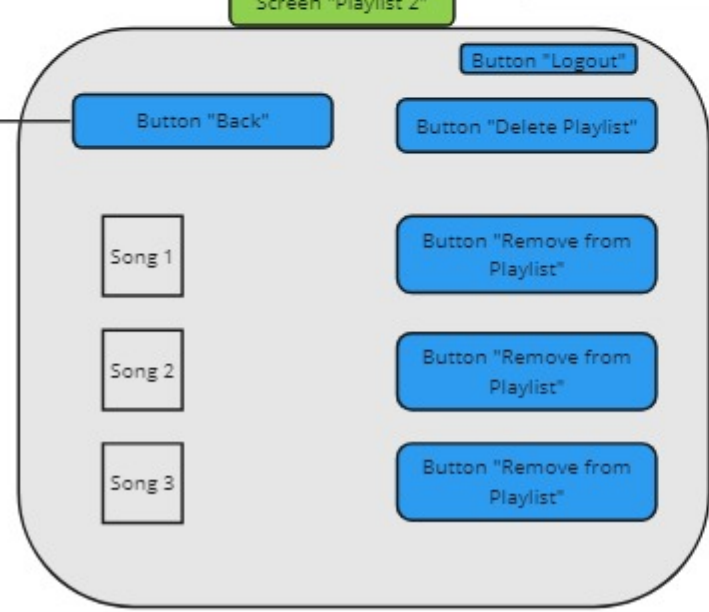 Screen "Playlist 2"
Button "Logout"
Button "Back"
Button "Delete Playlist"
Song 1
Button "Remove from
Playlist"
Song 2
Button "Remove from
Playlist"
Song 3
Button "Remove from
Playlist"